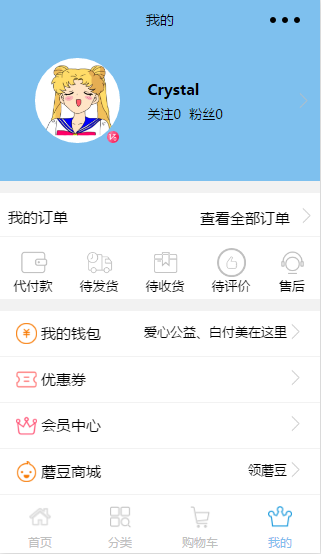 我的
Crystal
关注0 粉丝0
我的订单 查看全部订单
代付款 待发货 待收货 待评价 售后
我的钱包 爱心公益、白付美在这里
优惠券
会员中心
蘑豆商城 领蘑豆
首页 分类 购物车 我的